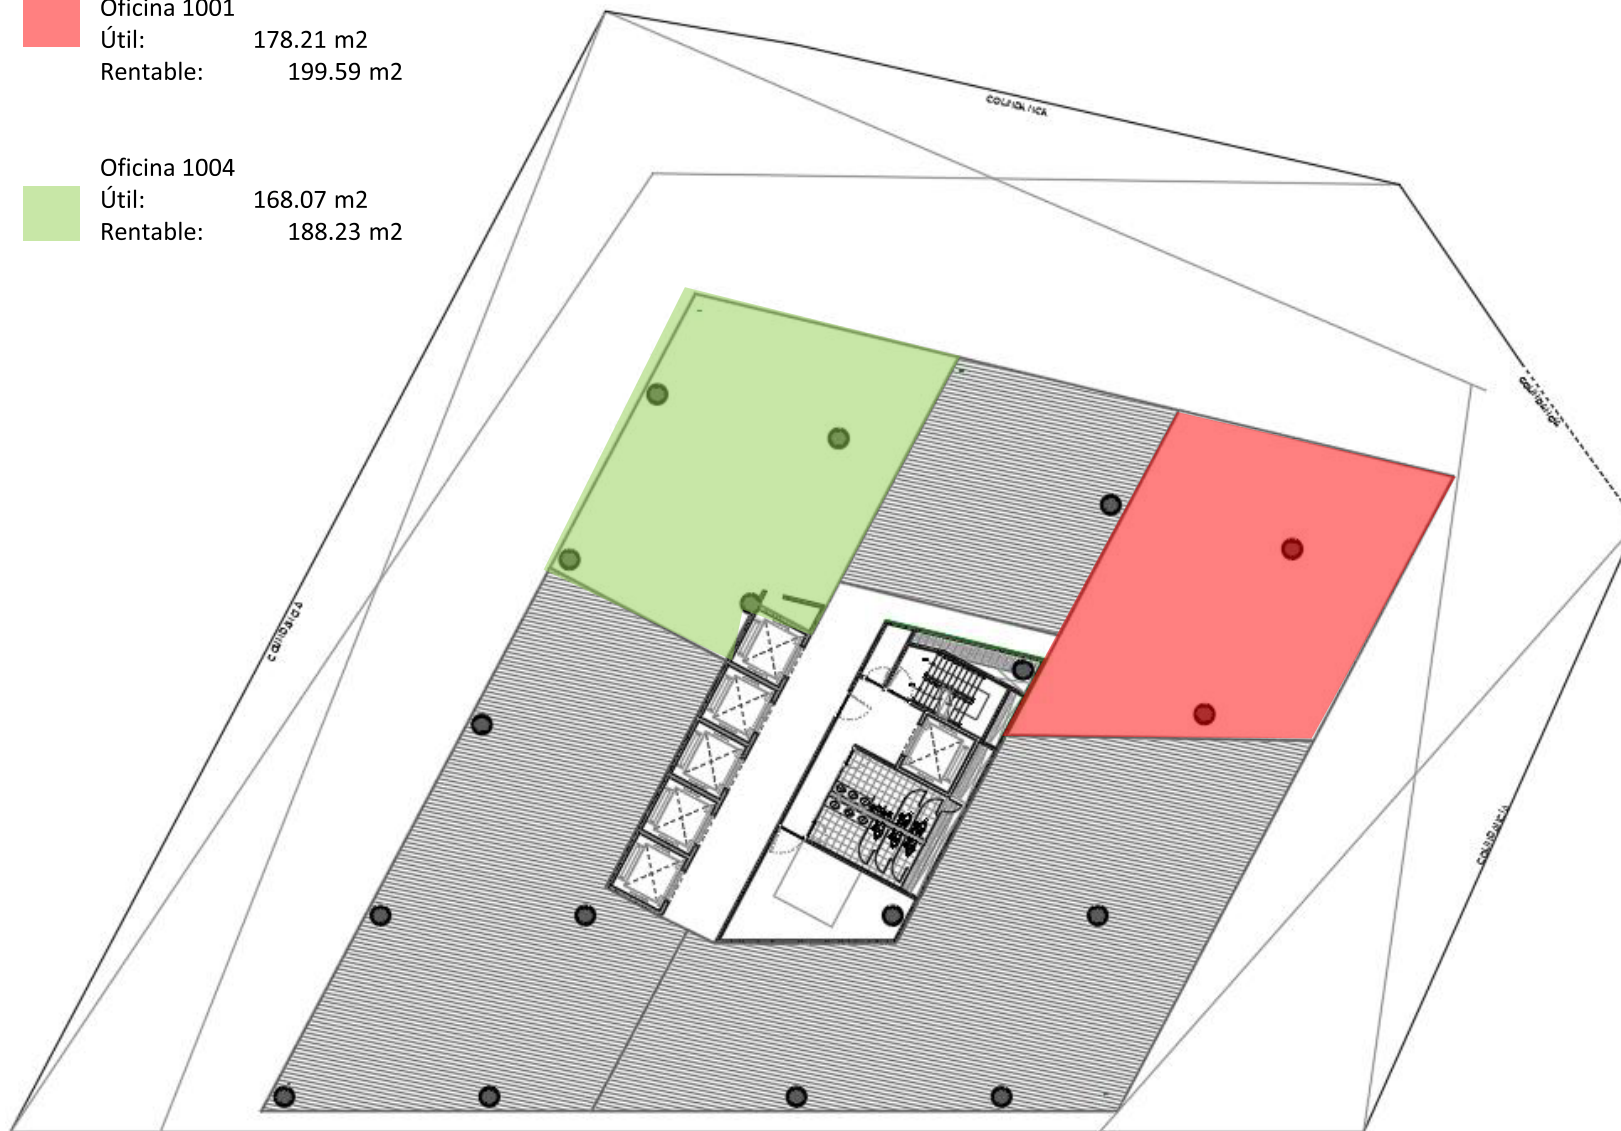 Oficina 1001
Útil: 178.21 m2
Rentable: 199.59 m2
Oficina 1004
Útil: 168.07 m2
Rentable: 188.23 m2